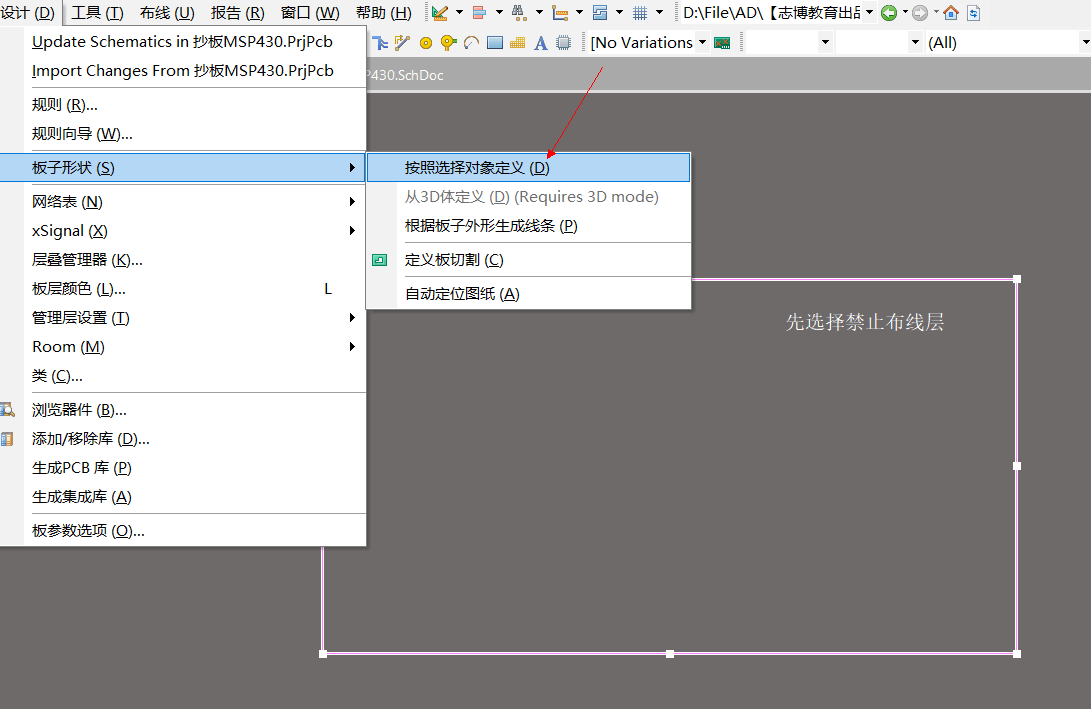 设计 (D) 工具 (T) 布线 (U) 报告 (R) 窗口 (W) 帮助 (H) D:\File\AD\【志博教育出品
[No Variations (All)
Update Schematics in 抄板MSP430.PrjPcb
Import Changes From 抄板MSP430.PrjPcb
P430.SchDoc
规则 (R)...
规则向导 (W)...
板子形状 (S)
按照选择对象定义 (D)
从3D体定义 (D) (Requires 3D mode)
根据板子外形生成线条 (P)
定义板切割 (C)
自动定位图纸 (A)
网络表 (N)
xSignal (X)
层叠管理器 (K)...
板层颜色 (L)... L
管理层设置 (T)
Room (M)
类 (C)...
浏览器件 (B)...
添加/移除库 (D)...
生成PCB 库 (P)
生成集成库 (A)
板参数选项 (O)...
先选择禁止布线层